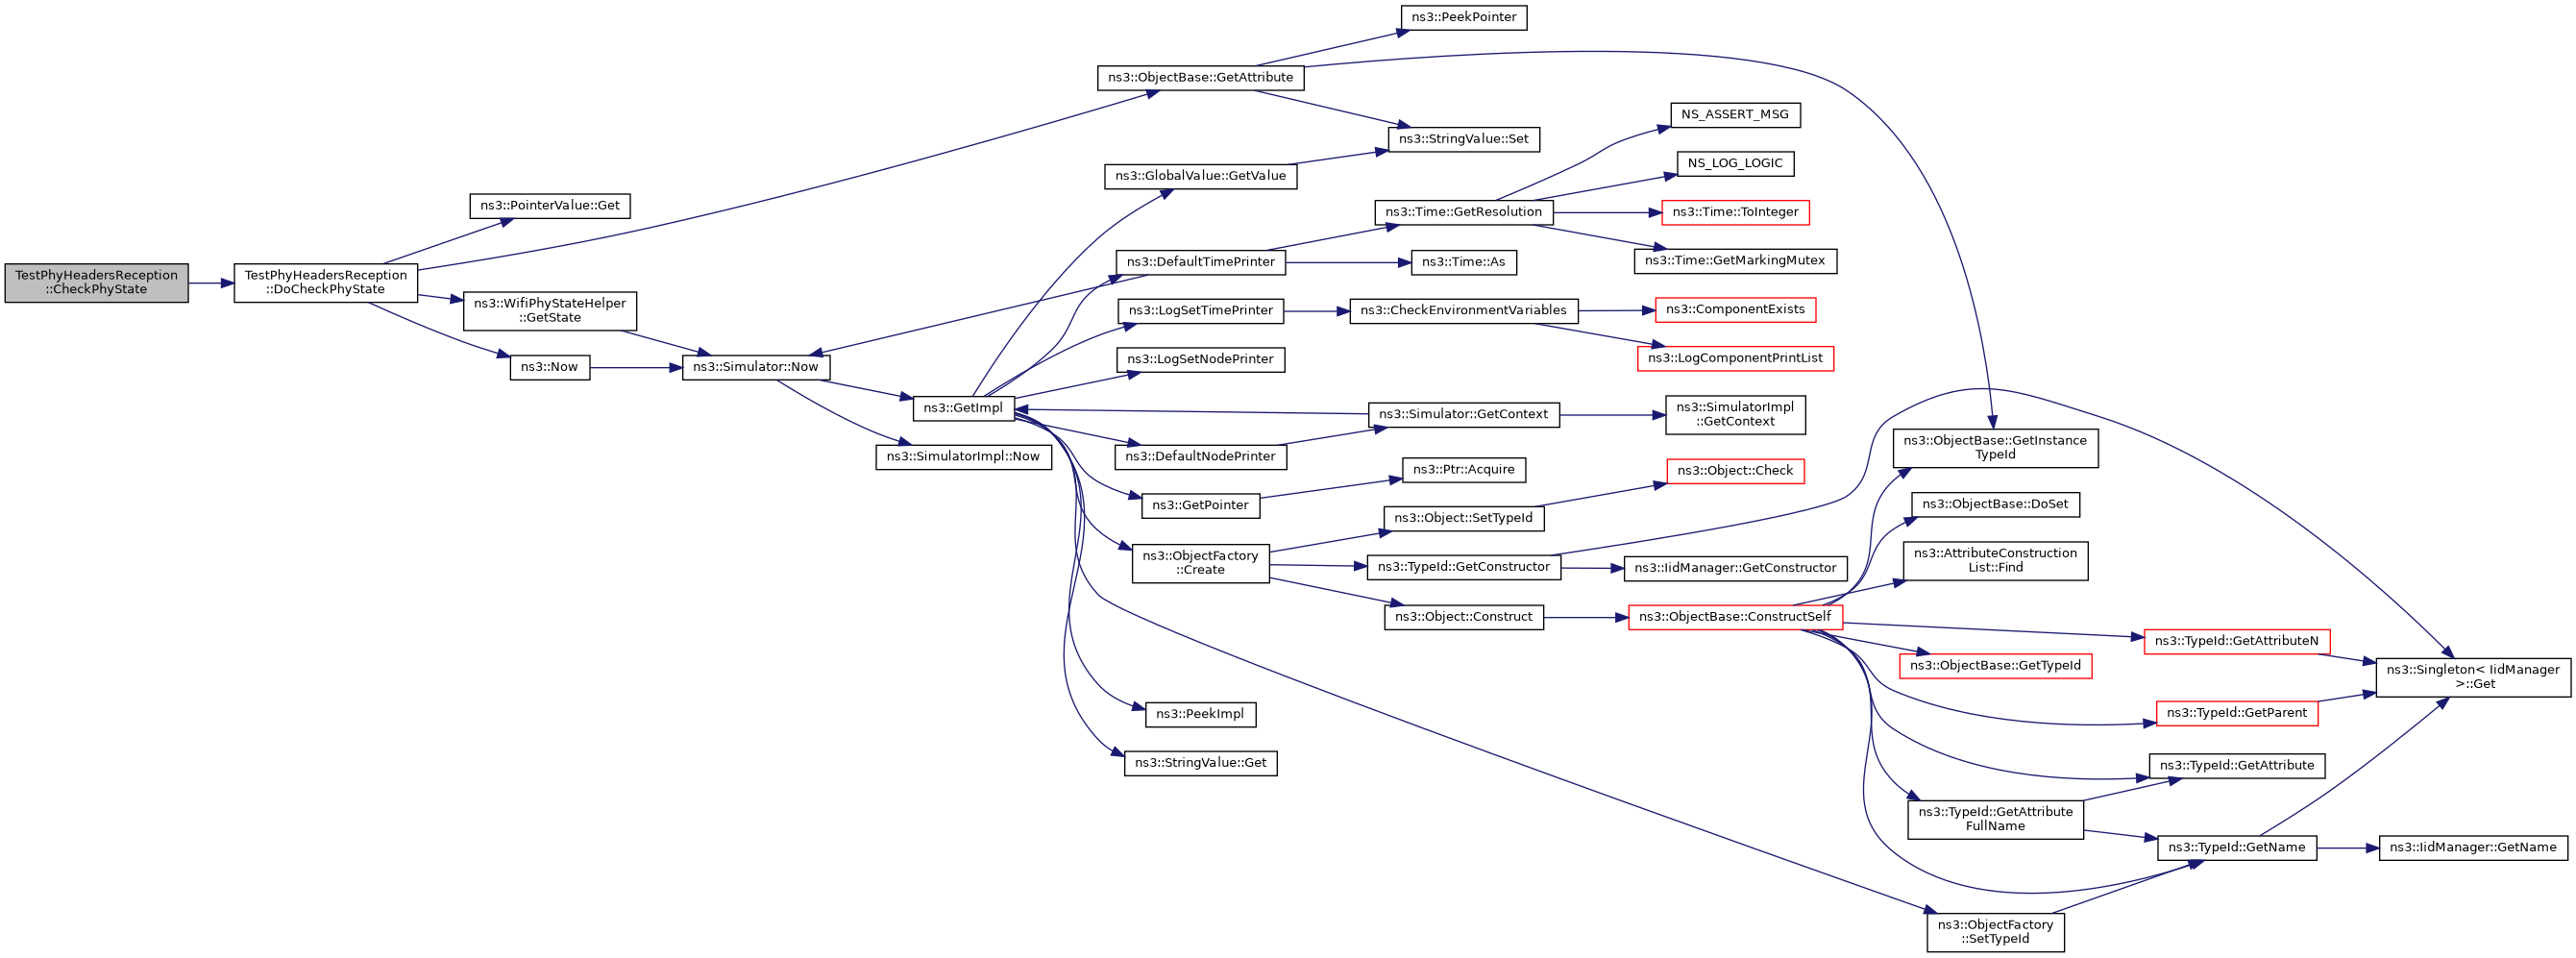 TestPhyHeadersReception
::CheckPhyState
TestPhyHeadersReception
::DoCheckPhyState
ns3::PointerValue::Get
ns3::WifiPhyStateHelper
::GetState
ns3::Now
ns3::Simulator::Now
ns3::GetImpl
ns3::SimulatorImpl::Now
ns3::ObjectBase::GetAttribute
ns3::GlobalValue::GetValue
ns3::DefaultTimePrinter
ns3::LogSetTimePrinter
ns3::LogSetNodePrinter
ns3::DefaultNodePrinter
ns3::GetPointer
ns3::ObjectFactory
::Create
ns3::PeekImpl
ns3::StringValue::Get
ns3::PeekPointer
ns3::StringValue::Set
ns3::Time::GetResolution
ns3::Time::As
ns3::CheckEnvironmentVariables
ns3::Simulator::GetContext
ns3::Ptr::Acquire
ns3::Object::SetTypeId
ns3::TypeId::GetConstructor
ns3::Object::Construct
NS_ASSERT_MSG
NS_LOG_LOGIC
ns3::Time::ToInteger
ns3::Time::GetMarkingMutex
ns3::ComponentExists
ns3::LogComponentPrintList
ns3::SimulatorImpl
::GetContext
ns3::Object::Check
ns3::IidManager::GetConstructor
ns3::ObjectBase::ConstructSelf
ns3::ObjectBase::GetInstance
TypeId
ns3::ObjectBase::DoSet
ns3::AttributeConstruction
List::Find
ns3::ObjectBase::GetTypeId
ns3::TypeId::GetAttribute
FullName
ns3::ObjectFactory
::SetTypeId
ns3::TypeId::GetAttributeN
ns3::TypeId::GetParent
ns3::TypeId::GetAttribute
ns3::TypeId::GetName
ns3::Singleton< IidManager
>::Get
ns3::IidManager::GetName